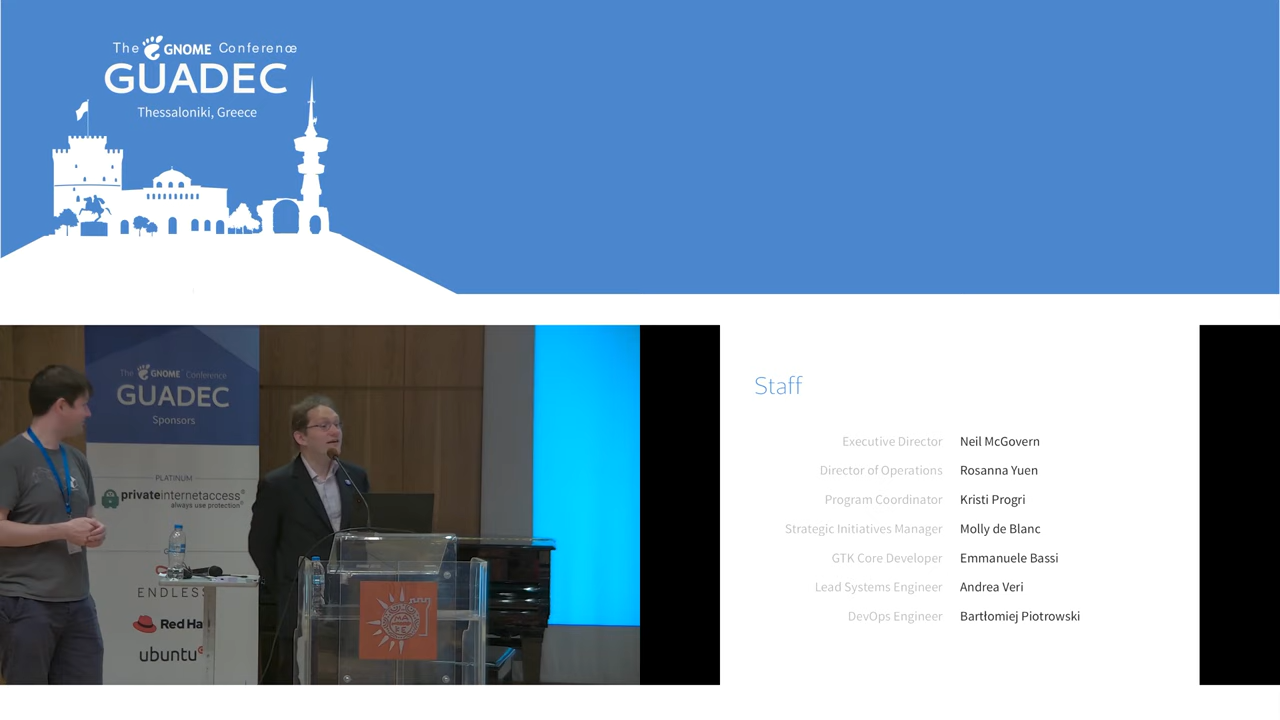 The GNOME Conference
GUADEC
Thessaloniki, Greece
The GNOME Conference
GUADEC
Sponsors
PLATINUM
privateinternetaccess®
always use protection®
ENDLESS
Red Ha
ubuntu
Staff
Executive Director Neil McGovern
Director of Operations Rosanna Yuen
Program Coordinator Kristi Progri
Strategic Initiatives Manager Molly de Blanc
GTK Core Developer Emmanuele Bassi
Lead Systems Engineer Andrea Veri
DevOps Engineer Bartłomiej Piotrowski